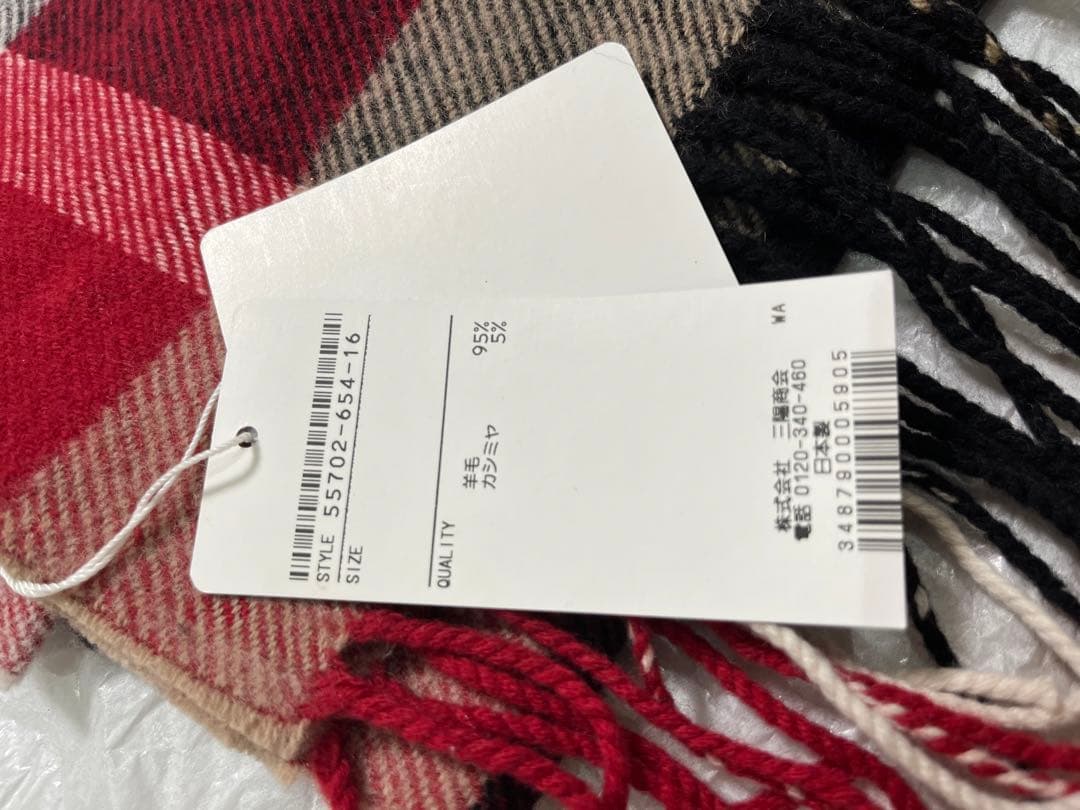 STYLE 55702-654-16
SIZE
QUALITY
羊毛 95%
カシミヤ 5%
WA
株式会社 三陽商会
電話 0120-340-460
日本製
3487900005905